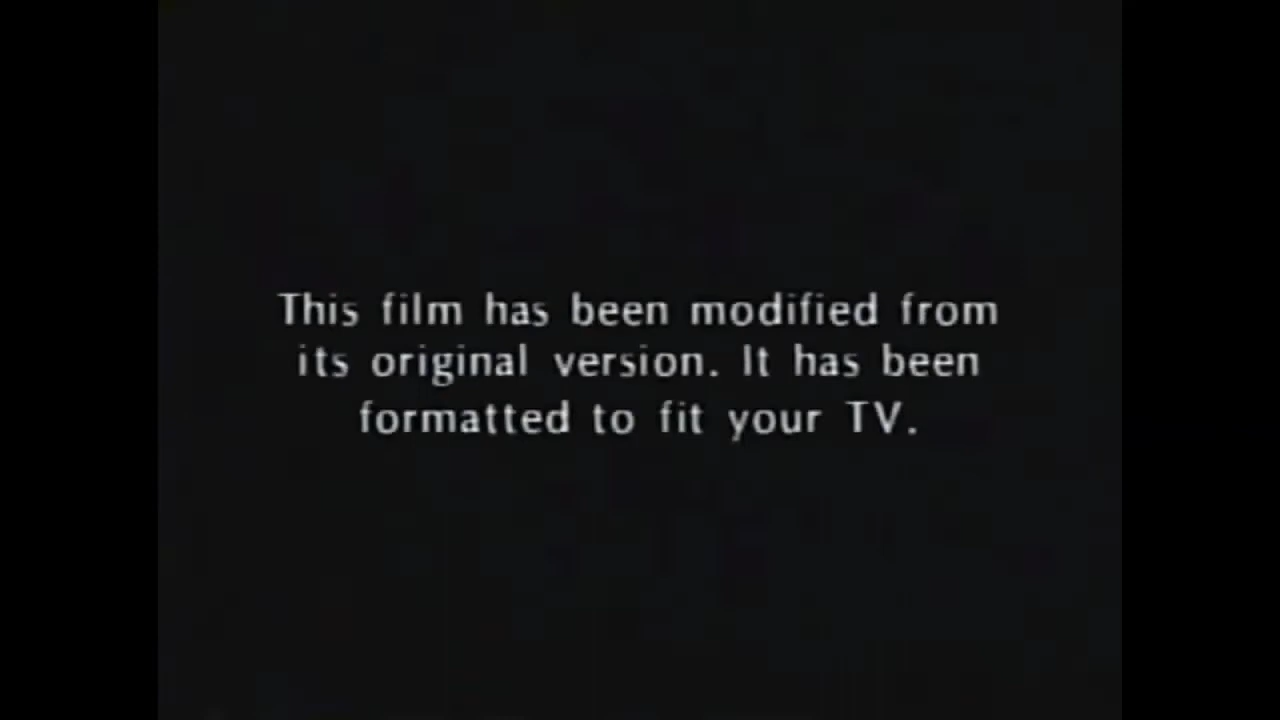 This film has been modified from
its original version. It has been
formatted to fit your TV.